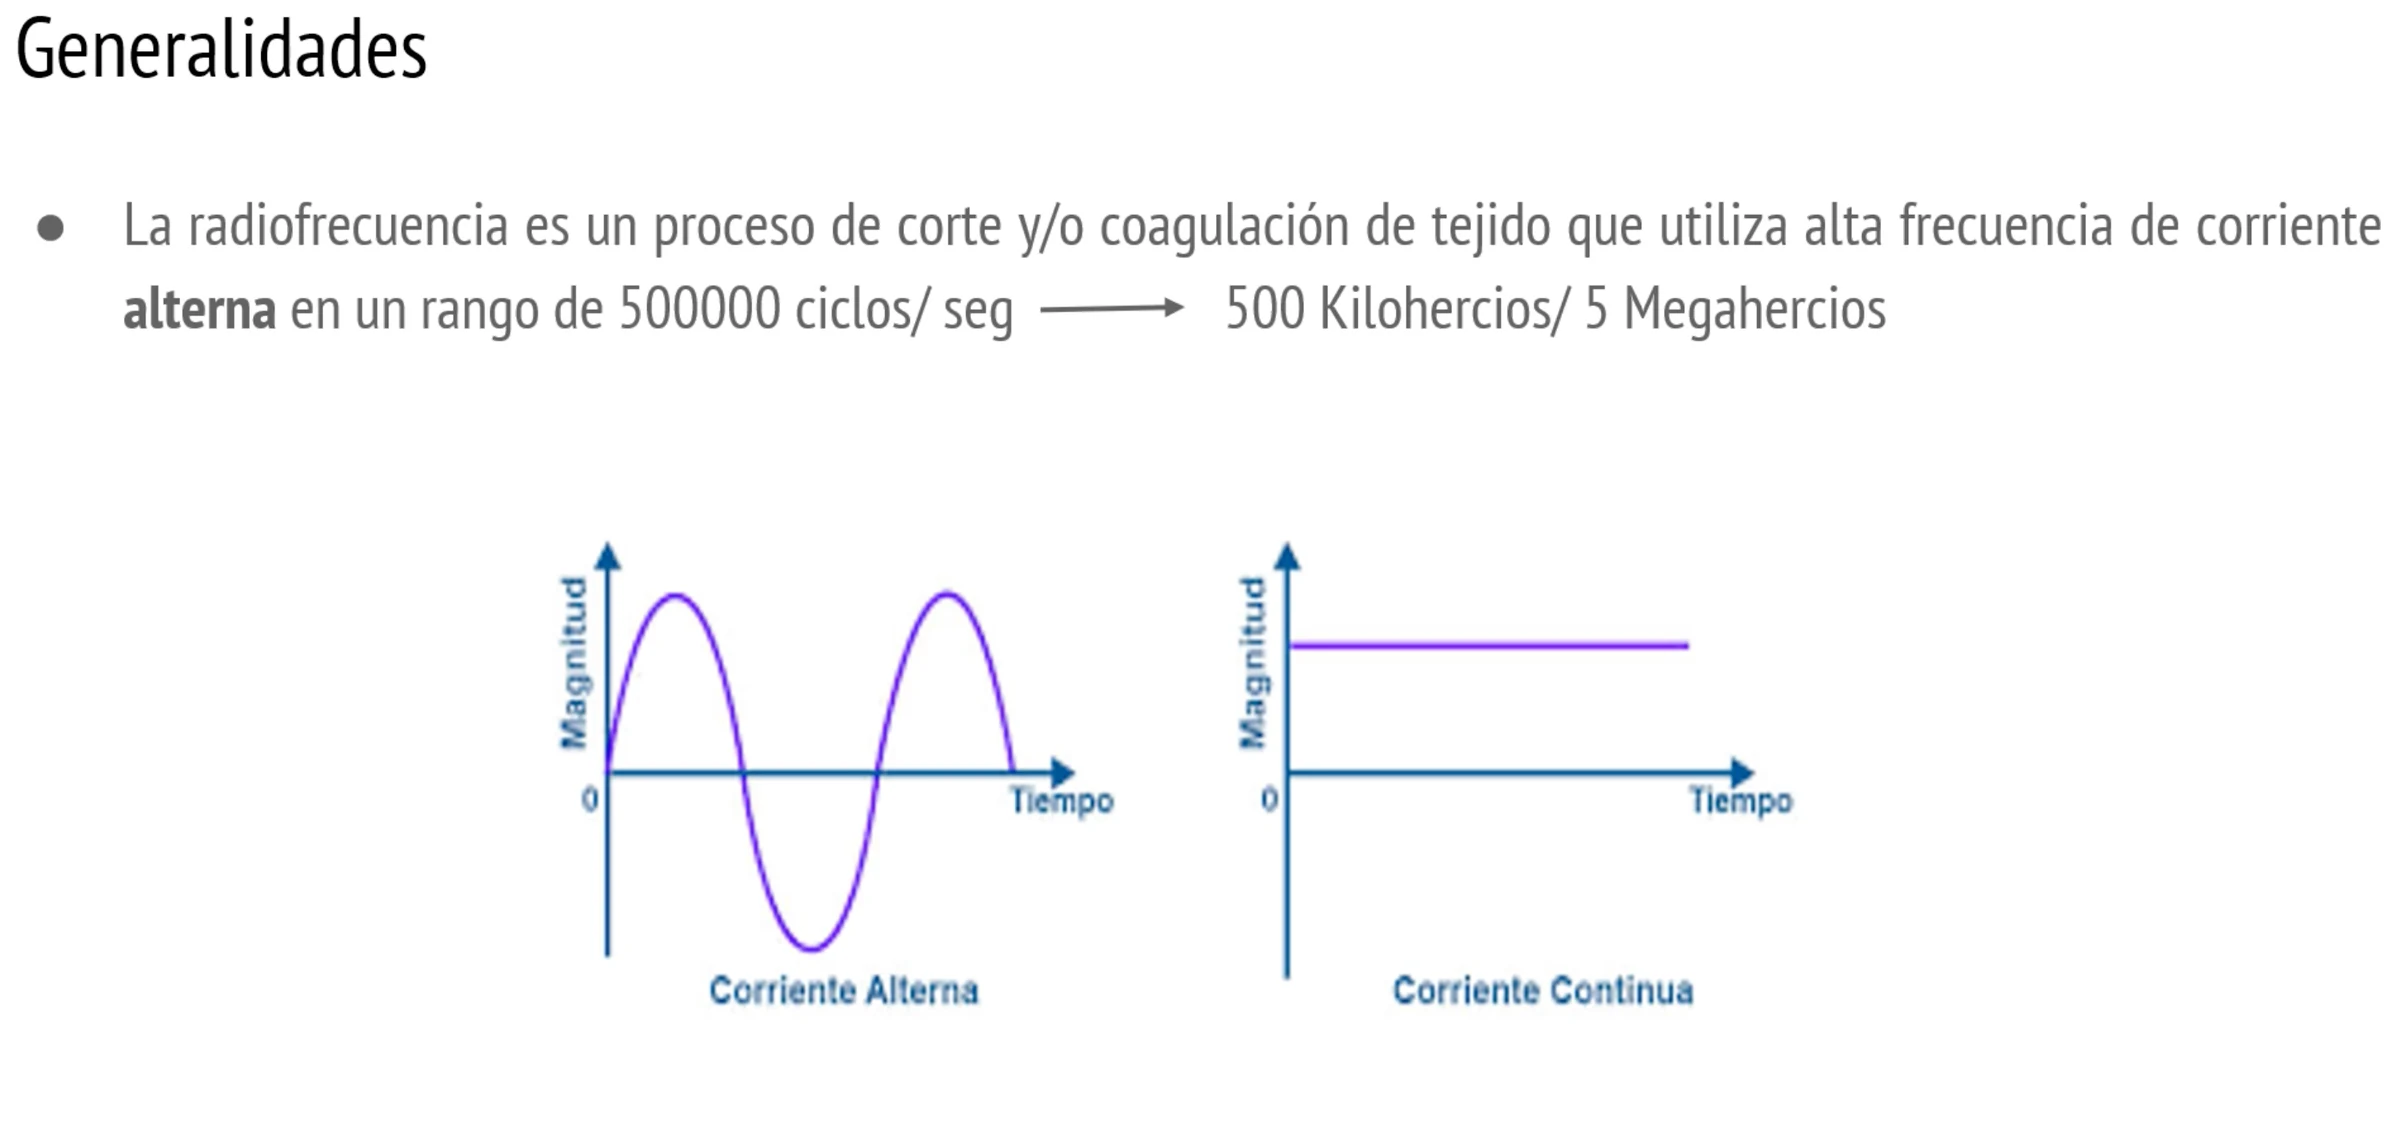 Generalidades
● La radiofrecuencia es un proceso de corte y/o coagulación de tejido que utiliza alta frecuencia de corriente
alterna en un rango de 500000 ciclos/ seg → 500 Kilohercios/ 5 Megahercios
Magnitud
0
Tiempo
Corriente Alterna
Magnitud
0
Tiempo
Corriente Continua